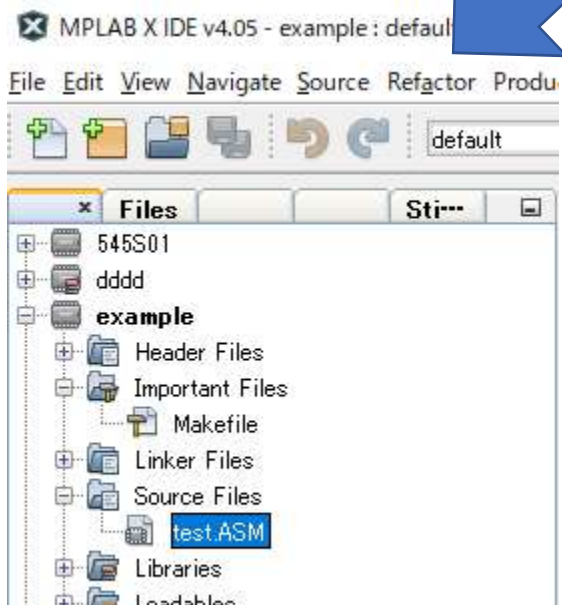 MPLAB X IDE v4.05 - example : defaul
File Edit View Navigate Source Refactor Produ
default
Files Sti...
545S01
dddd
example
Header Files
Important Files
Makefile
Linker Files
Source Files
test.ASM
Libraries
Loadables